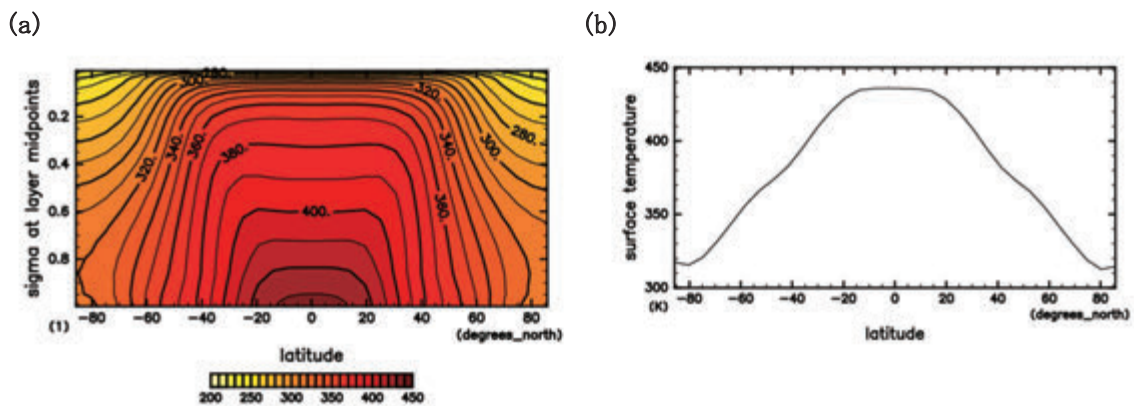 (a)
sigma at layer midpoints
0.2
0.4
0.6
0.8
280.
300.
320.
320.
340.
360.
380.
400.
340.
360.
280.
300.
-80 -60 -40 -20 0 20 40 60 80
(1)
(degrees_north)
latitude
200 250 300 350 400 450
(b)
surface temperature
450
400
350
300
-80 -60 -40 -20 0 20 40 60 80
(K)
(degrees_north)
latitude